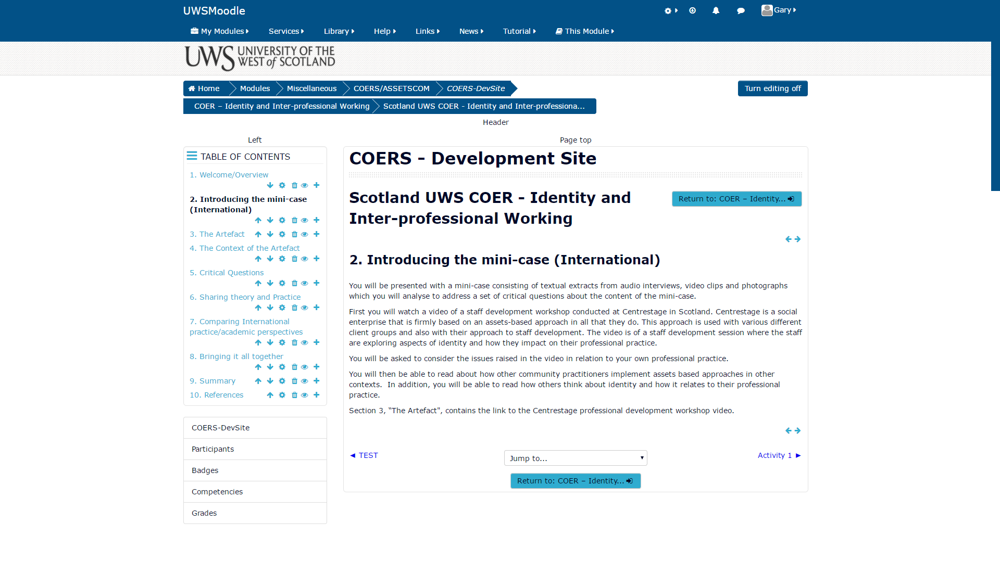 UWSMoodle
Gary
My Modules
Services
Library
Help
Links
News
Tutorial
This Module
UWS UNIVERSITY OF THE
WEST of SCOTLAND
Home
Modules
Miscellaneous
COERS/ASSETSCOM
COERS-DevSite
Turn editing off
COER – Identity and Inter-professional Working
Scotland UWS COER - Identity and Inter-professiona...
Header
Left
Page top
TABLE OF CONTENTS
1. Welcome/Overview
2. Introducing the mini-case
(International)
3. The Artefact
4. The Context of the Artefact
5. Critical Questions
6. Sharing theory and Practice
7. Comparing International
practice/academic perspectives
8. Bringing it all together
9. Summary
10. References
COERS-DevSite
Participants
Badges
Competencies
Grades
COERS - Development Site
Scotland UWS COER - Identity and
Inter-professional Working
Return to: COER – Identity...
2. Introducing the mini-case (International)
You will be presented with a mini-case consisting of textual extracts from audio interviews, video clips and photographs
which you will analyse to address a set of critical questions about the content of the mini-case.
First you will watch a video of a staff development workshop conducted at Centrestage in Scotland. Centrestage is a social
enterprise that is firmly based on an assets-based approach in all that they do. This approach is used with various different
client groups and also with their approach to staff development. The video is of a staff development session where the staff
are exploring aspects of identity and how they impact on their professional practice.
You will be asked to consider the issues raised in the video in relation to your own professional practice.
You will then be able to read about how other community practitioners implement assets based approaches in other
contexts.  In addition, you will be able to read how others think about identity and how it relates to their professional
practice.
Section 3, “The Artefact", contains the link to the Centrestage professional development workshop video.
◄ TEST
Jump to...
Activity 1 ►
Return to: COER – Identity...